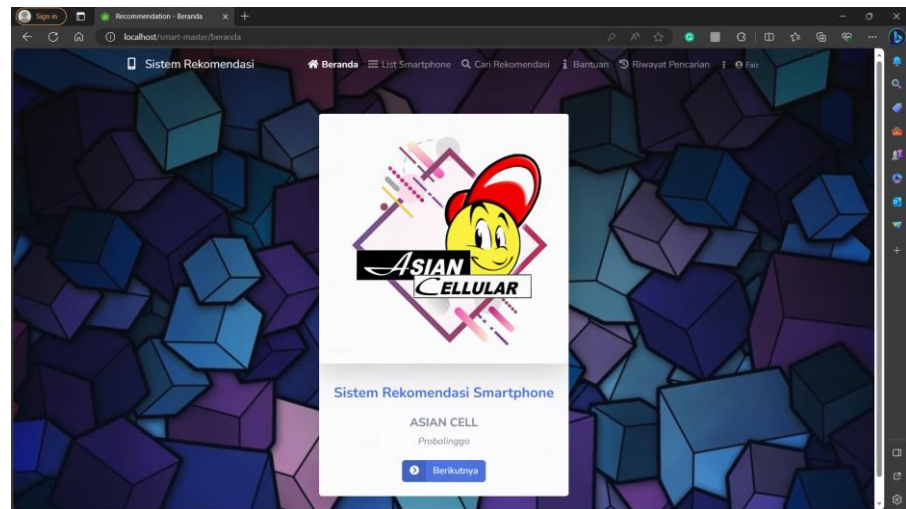 Sign in
Recommendation - Beranda
localhost/smart-master/beranda
Sistem Rekomendasi
Beranda List Smartphone Cari Rekomendasi Bantuan Riwayat Pencarian Faiz
ASIAN
CELLULAR
Sistem Rekomendasi Smartphone
ASIAN CELL
Probolinggo
Berikutnya